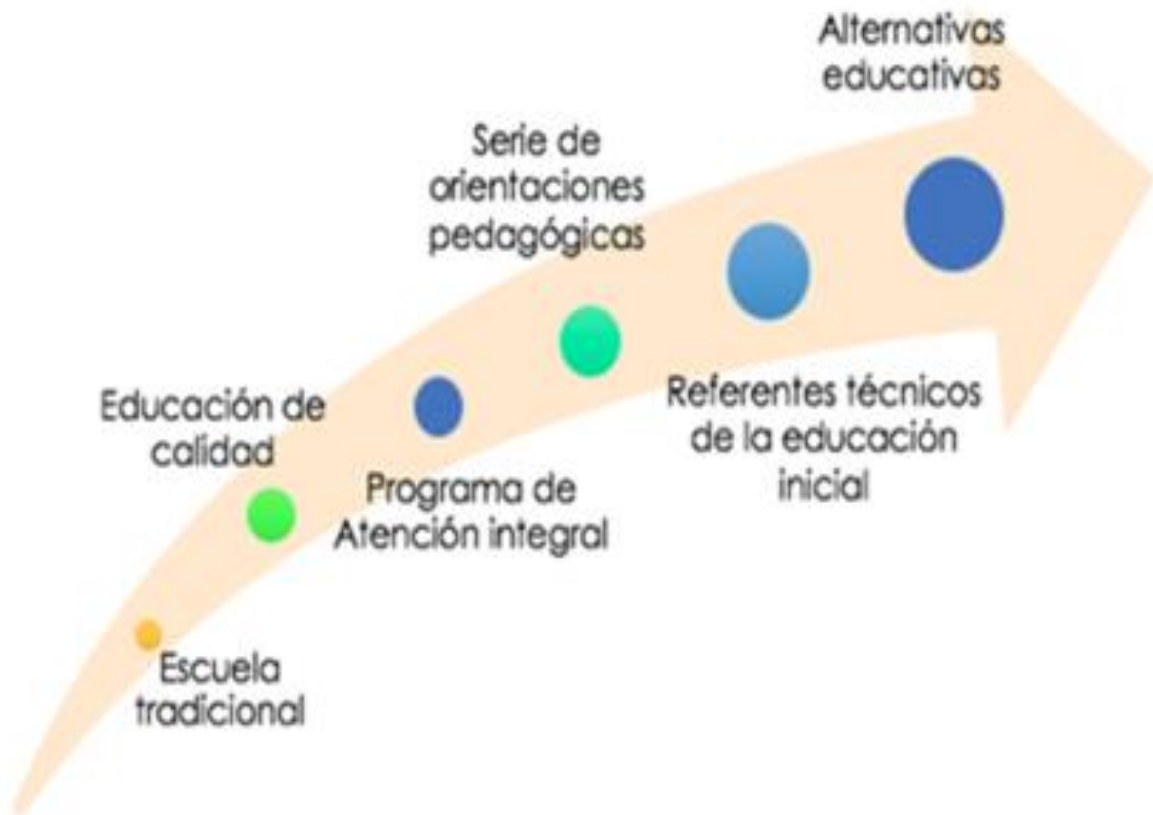 Alternativas
educativas
Serie de
orientaciones
pedagógicas
Referentes técnicos
de la educación
inicial
Educación de
calidad
Programa de
Atención integral
Escuela
tradicional